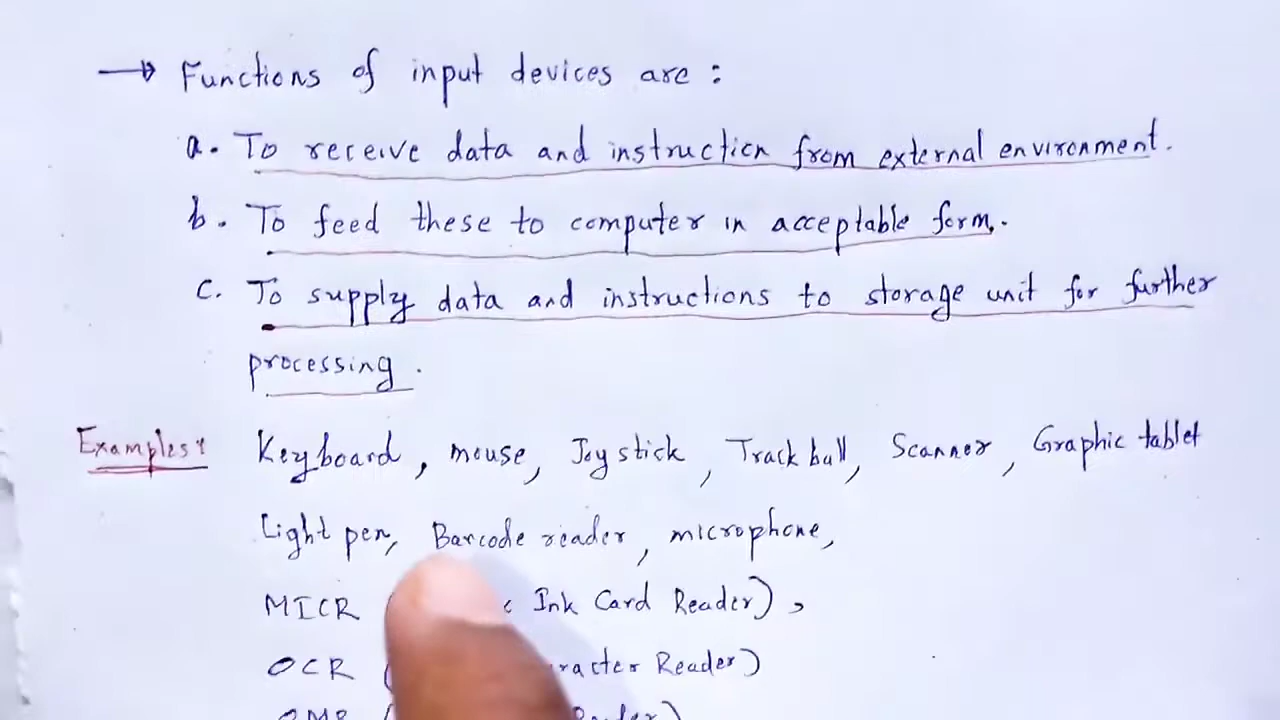 → Functions of input devices are :
a. To receive data and instruction from external environment.
b. To feed these to computer in acceptable form.
c. To supply data and instructions to storage unit for further
processing.
Examples: Keyboard, mouse, Joystick, Track ball, Scanner, Graphic tablet
Light pen, Barcode reader, microphone,
MICR ( Ink Card Reader),
OCR ( Reader)